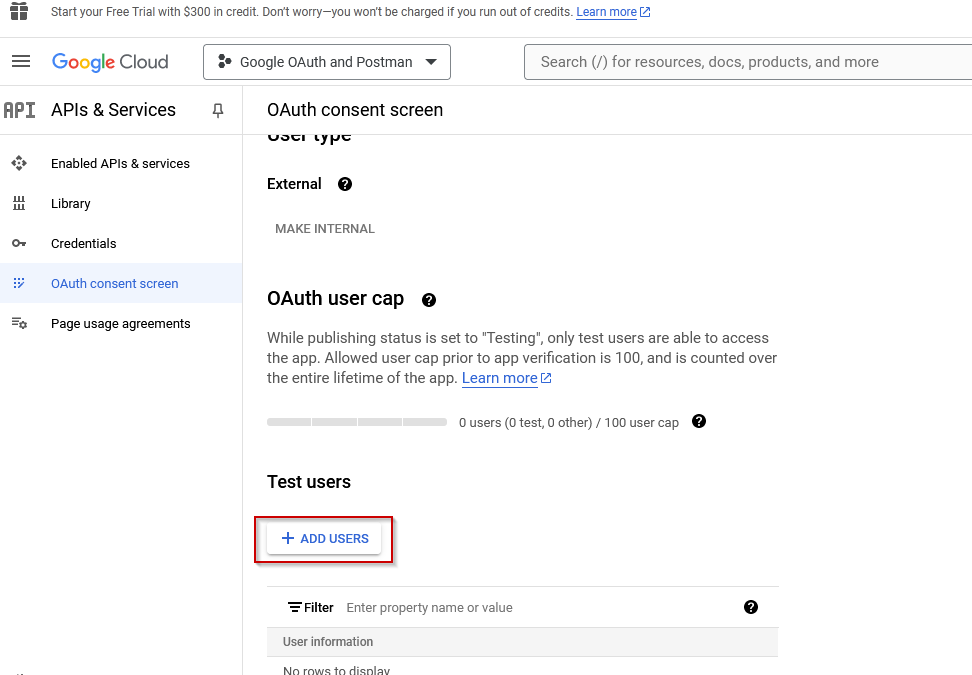 Start your Free Trial with $300 in credit. Don't worry—you won't be charged if you run out of credits. Learn more
Google Cloud
Google OAuth and Postman
Search (/) for resources, docs, products, and more
API
APIs & Services
OAuth consent screen
Enabled APIs & services
Library
Credentials
OAuth consent screen
Page usage agreements
User type
External
MAKE INTERNAL
OAuth user cap
While publishing status is set to "Testing", only test users are able to access
the app. Allowed user cap prior to app verification is 100, and is counted over
the entire lifetime of the app. Learn more
0 users (0 test, 0 other) / 100 user cap
Test users
+ ADD USERS
Filter Enter property name or value
User information
No rows to display